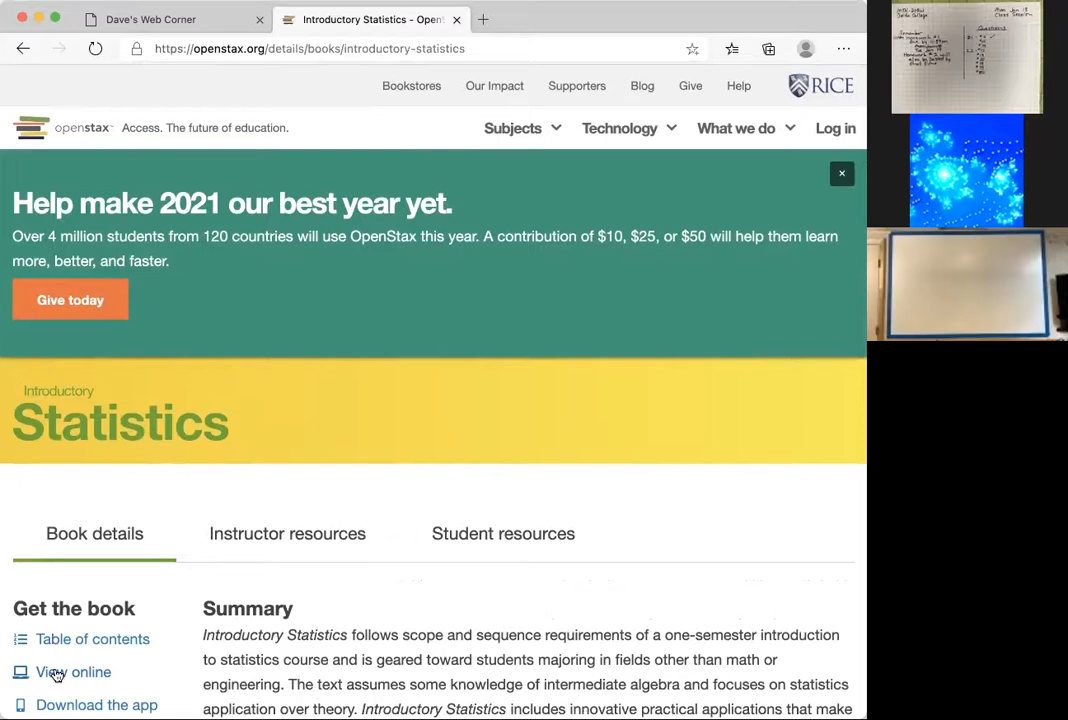 Dave's Web Corner
Introductory Statistics - Open
https://openstax.org/details/books/introductory-statistics
Bookstores Our Impact Supporters Blog Give Help RICE
openstax™ Access. The future of education. Subjects Technology What we do Log in
Help make 2021 our best year yet.
Over 4 million students from 120 countries will use OpenStax this year. A contribution of $10, $25, or $50 will help them learn
more, better, and faster.
Give today
Introductory
Statistics
Book details Instructor resources Student resources
Get the book
Table of contents
View online
Download the app
Summary
Introductory Statistics follows scope and sequence requirements of a one-semester introduction
to statistics course and is geared toward students majoring in fields other than math or
engineering. The text assumes some knowledge of intermediate algebra and focuses on statistics
application over theory. Introductory Statistics includes innovative practical applications that make
Questions
Remember